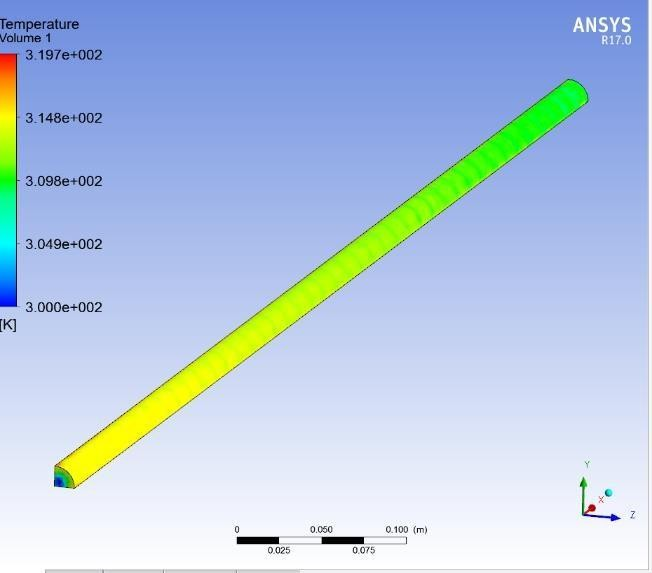 Temperature
Volume 1
ANSYS
R17.0
3.197e+002
3.148e+002
3.098e+002
3.049e+002
3.000e+002
[K]
Y
X
Z
0 0.050 0.100 (m)
0.025 0.075